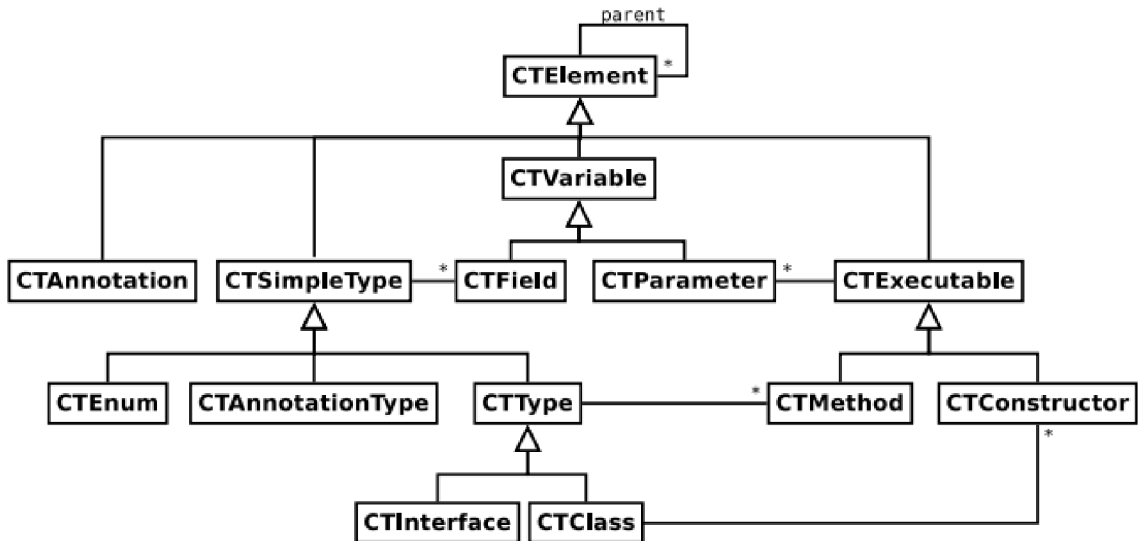 parent
*
CTElement
CTVariable
CTAnnotation
CTSimpleType
*
CTField
CTParameter
*
CTExecutable
CTEnum
CTAnnotationType
CTType
*
CTMethod
CTConstructor
*
CTInterface
CTClass